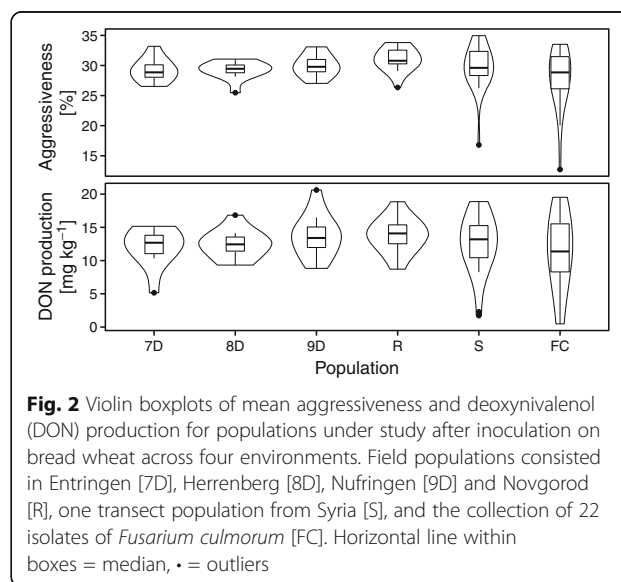 35
30
25
20
15
Aggressiveness
[%]
20
15
10
5
0
DON production
[mg kg⁻¹]
7D 8D 9D R S FC
Population
Fig. 2 Violin boxplots of mean aggressiveness and deoxynivalenol
(DON) production for populations under study after inoculation on
bread wheat across four environments. Field populations consisted
in Entringen [7D], Herrenberg [8D], Nufringen [9D] and Novgorod
[R], one transect population from Syria [S], and the collection of 22
isolates of Fusarium culmorum [FC]. Horizontal line within
boxes = median, • = outliers